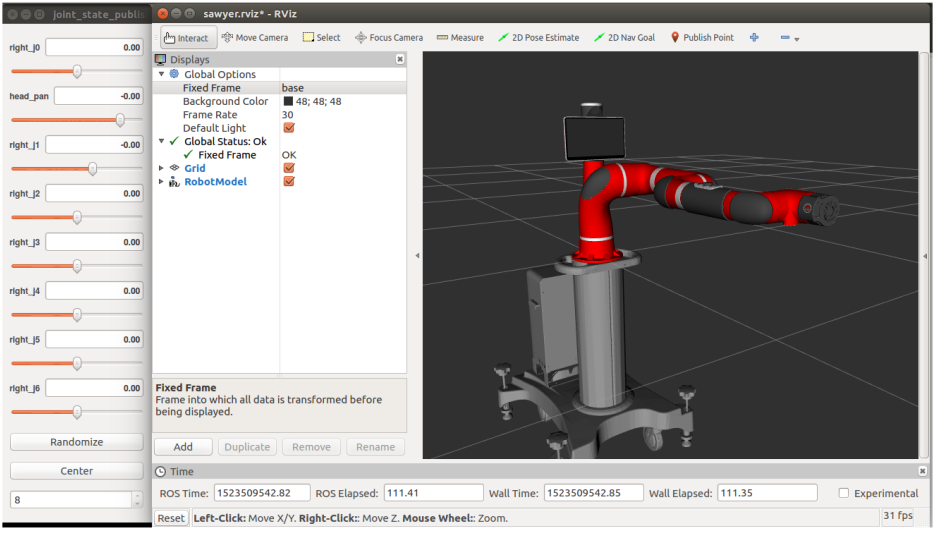 joint_state_publis
right_j0 0.00
head_pan -0.00
right_j1 -0.00
right_j2 0.00
right_j3 0.00
right_j4 0.00
right_j5 0.00
right_j6 0.00
Randomize
Center
8
sawyer.rviz* - RViz
Interact Move Camera Select Focus Camera Measure 2D Pose Estimate 2D Nav Goal Publish Point
Displays
Global Options
Fixed Frame base
Background Color 48; 48; 48
Frame Rate 30
Default Light
Global Status: Ok
Fixed Frame OK
Grid
RobotModel
Fixed Frame
Frame into which all data is transformed before
being displayed.
Add Duplicate Remove Rename
Time
ROS Time: 1523509542.82 ROS Elapsed: 111.41 Wall Time: 1523509542.85 Wall Elapsed: 111.35 Experimental
Reset Left-Click: Move X/Y. Right-Click:: Move Z. Mouse Wheel:: Zoom. 31 fps